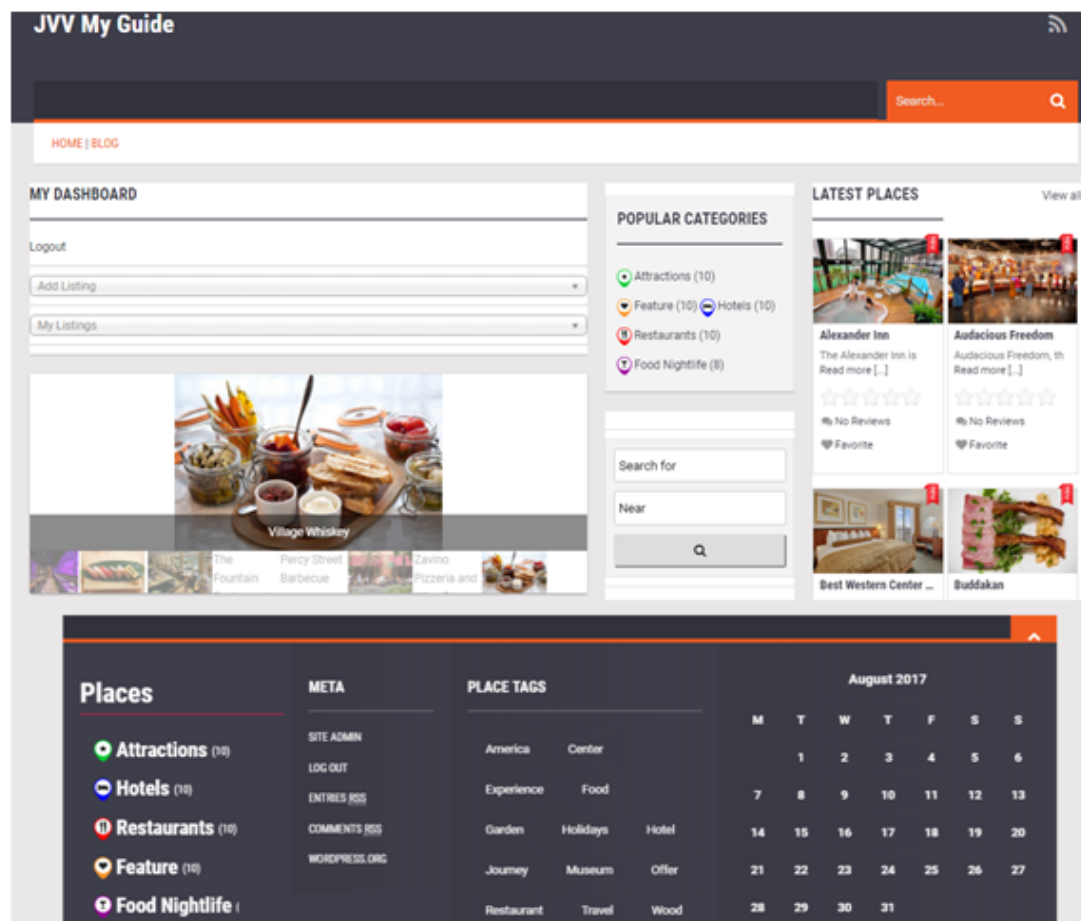 JVV My Guide
Search...
HOME | BLOG
MY DASHBOARD
Logout
Add Listing
My Listings
Village Whiskey
The
Fountain
Percy Street
Barbecue
Zavino
Pizzeria and
POPULAR CATEGORIES
Attractions (10)
Feature (10) Hotels (10)
Restaurants (10)
Food Nightlife (8)
Search for
Near
LATEST PLACES
View all
Alexander Inn
The Alexander Inn is
Read more [...]
No Reviews
Favorite
Audacious Freedom
Audacious Freedom, th
Read more [...]
No Reviews
Favorite
Best Western Center ...
Buddakan
Places
Attractions (10)
Hotels (10)
Restaurants (10)
Feature (10)
Food Nightlife (
META
SITE ADMIN
LOG OUT
ENTRIES RSS
COMMENTS RSS
WORDPRESS.ORG
PLACE TAGS
America Center
Experience Food
Garden Holidays Hotel
Journey Museum Offer
Restaurant Travel Wood
August 2017
M T W T F S S
1 2 3 4 5 6
7 8 9 10 11 12 13
14 15 16 17 18 19 20
21 22 23 24 25 26 27
28 29 30 31